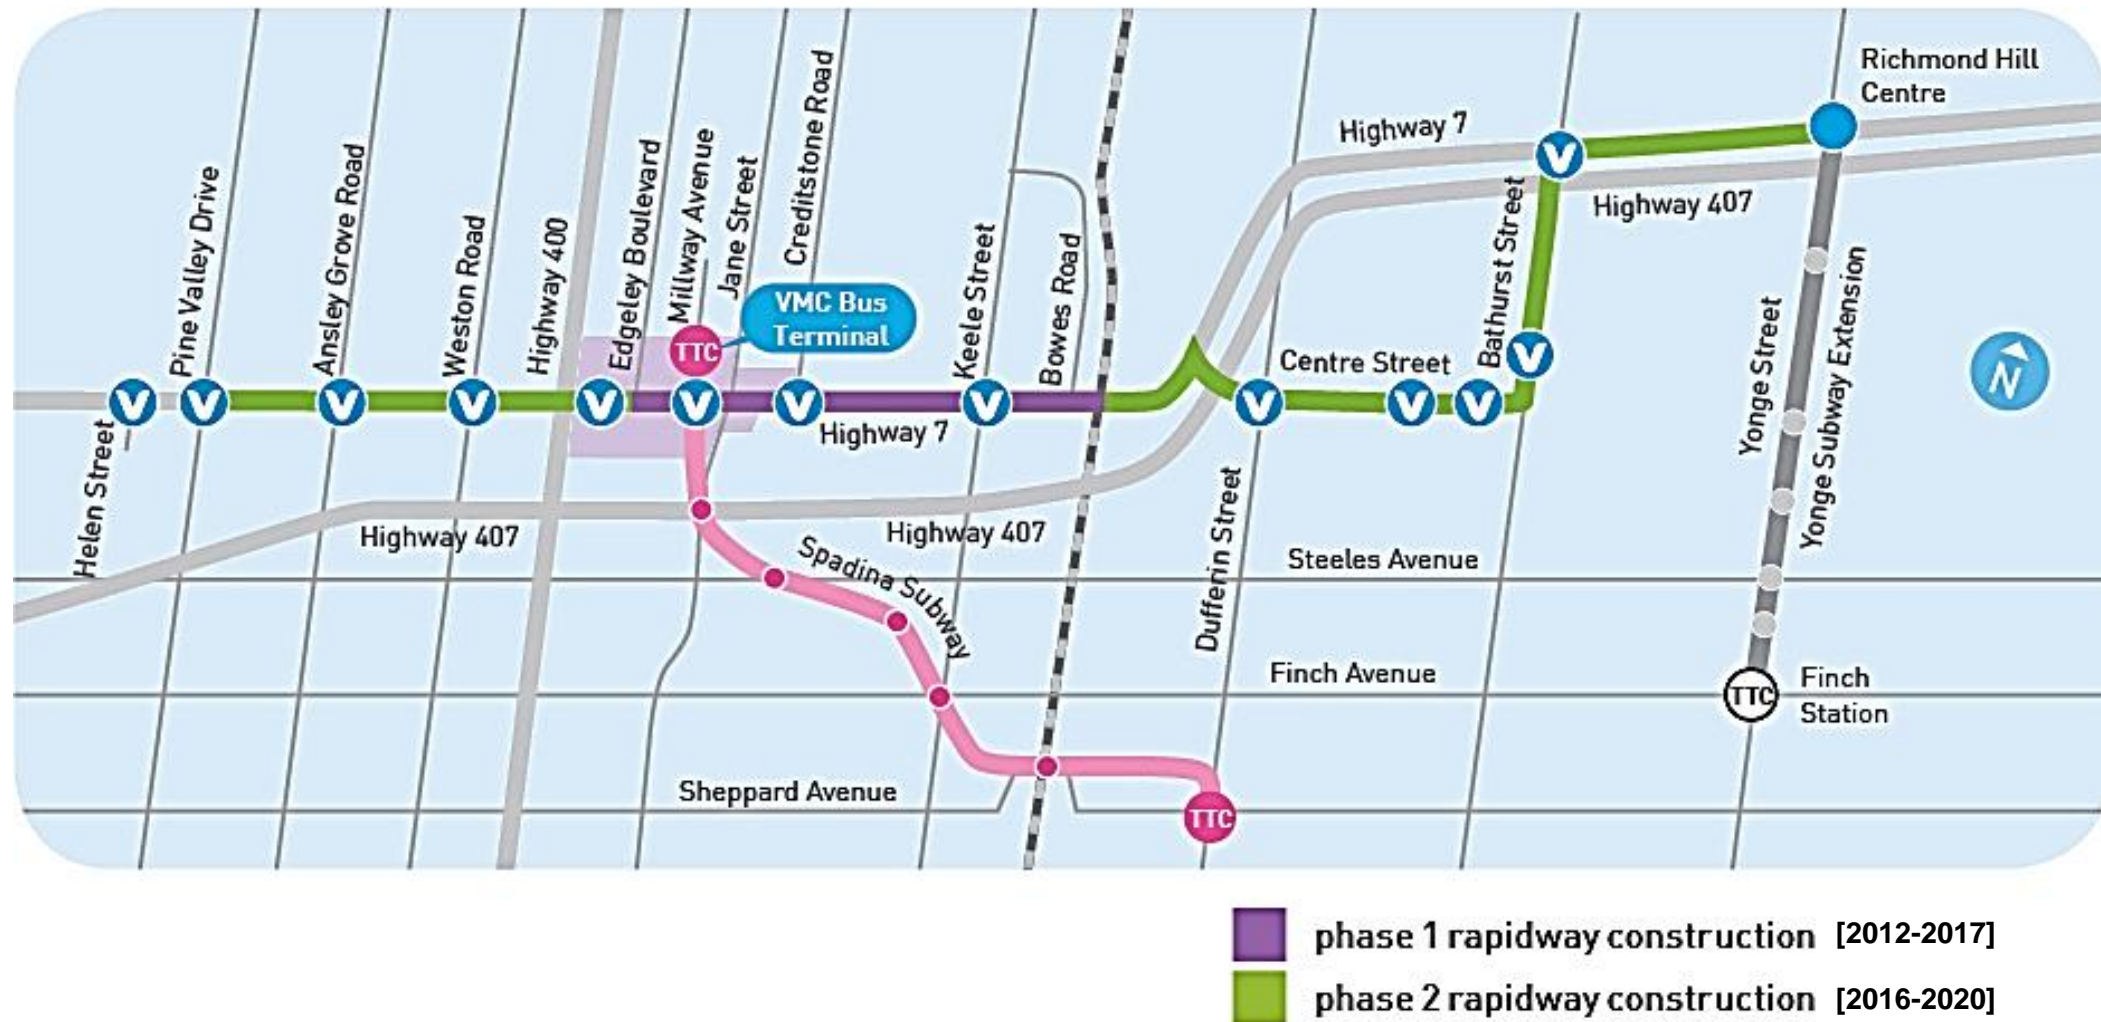 Richmond Hill
Centre
Highway 7
Highway 407
Pine Valley Drive
Ansley Grove Road
Weston Road
Highway 400
Edgeley Boulevard
Millway Avenue
Jane Street
Creditstone Road
Keele Street
Bowes Road
Bathurst Street
VMC Bus
Terminal
TTC
Centre Street
V
V
V
V
V
V
V
V
V
V
V
V
V
Highway 7
Helen Street
Highway 407
Highway 407
Spadina Subway
Dufferin Street
Steeles Avenue
Yonge Street
Yonge Subway Extension
N
Finch Avenue
TTC
Finch
Station
Sheppard Avenue
TTC
phase 1 rapidway construction [2012-2017]
phase 2 rapidway construction [2016-2020]